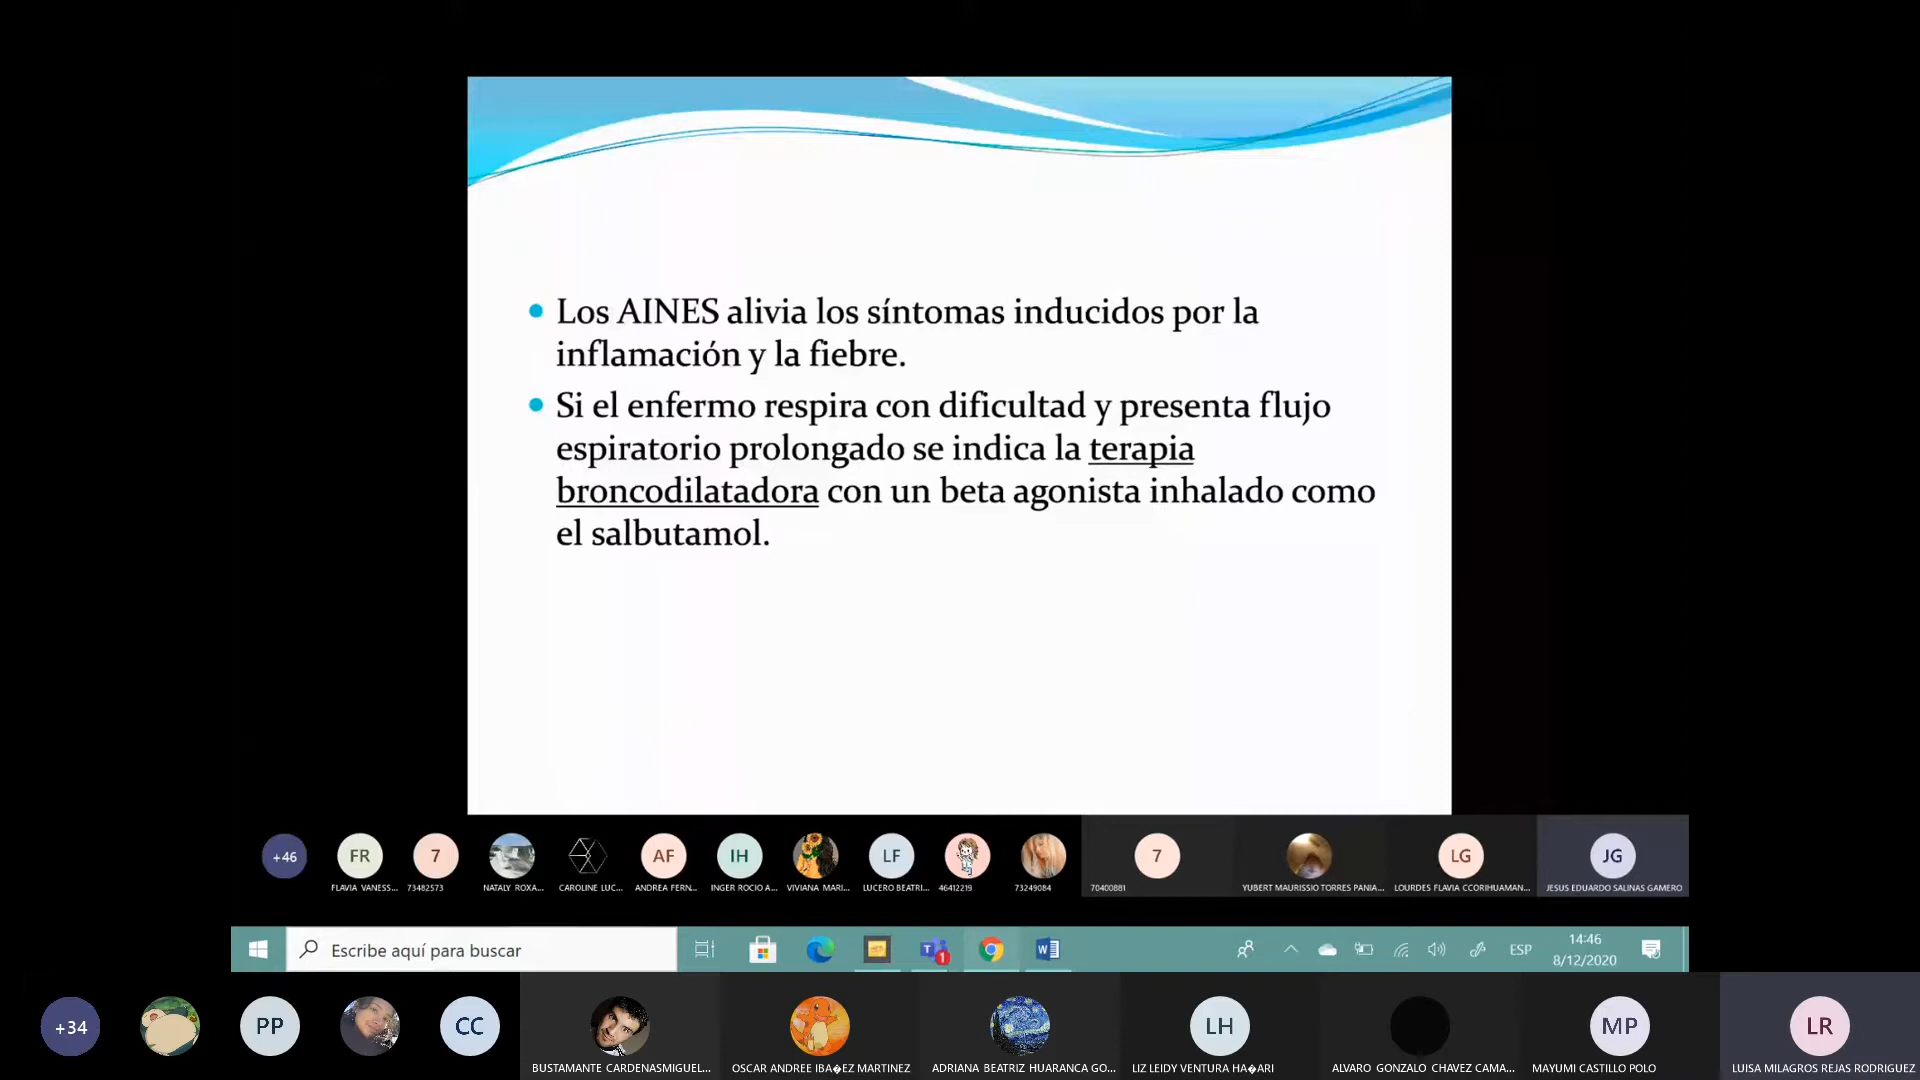 Los AINES alivia los síntomas inducidos por la
inflamación y la fiebre.
Si el enfermo respira con dificultad y presenta flujo
espiratorio prolongado se indica la terapia
broncodilatadora con un beta agonista inhalado como
el salbutamol.
+46
FR
7
AF
IH
LF
7
LG
JG
FLAVIA VANESS...
73482573
NATALY ROXA...
CAROLINE LUC...
ANDREA FERN...
INGER ROCIO A...
VIVIANA MARI...
LUCERO BEATRI...
46412219
73249084
70400881
YUBERT MAURISSIO TORRES PANIA...
LOURDES FLAVIA CCORIHUAMAN...
JESUS EDUARDO SALINAS GAMERO
Escribe aquí para buscar
1
ESP
14:46
8/12/2020
+34
PP
CC
LH
MP
LR
BUSTAMANTE CARDENASMIGUEL...
OSCAR ANDREE IBA�EZ MARTINEZ
ADRIANA BEATRIZ HUARANCA GO...
LIZ LEIDY VENTURA HA�ARI
ALVARO GONZALO CHAVEZ CAMA...
MAYUMI CASTILLO POLO
LUISA MILAGROS REJAS RODRIGUEZ